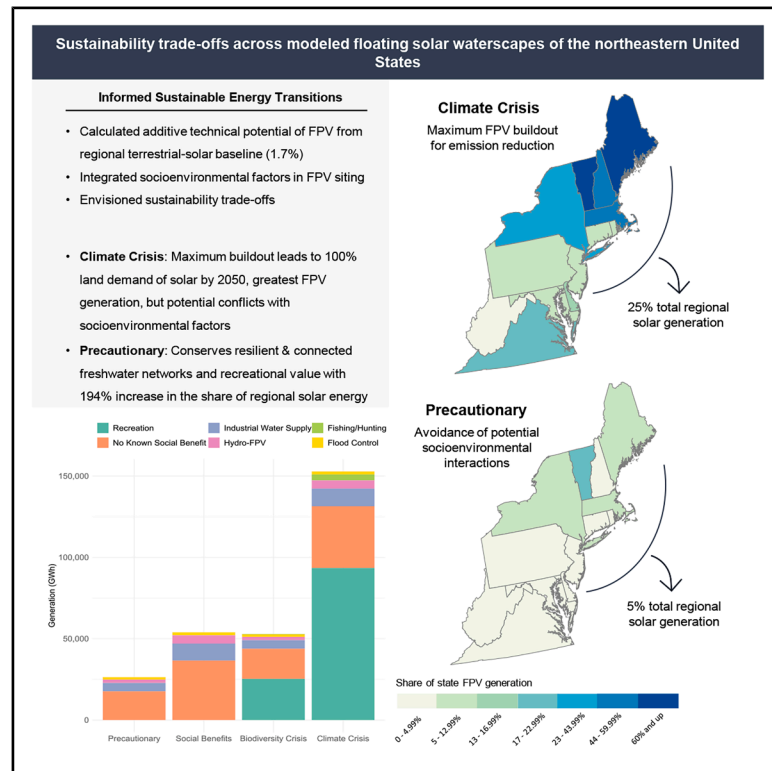 Sustainability trade-offs across modeled floating solar waterscapes of the northeastern United
States
Informed Sustainable Energy Transitions
• Calculated additive technical potential of FPV from
regional terrestrial-solar baseline (1.7%)
• Integrated socioenvironmental factors in FPV siting
• Envisioned sustainability trade-offs
• Climate Crisis: Maximum buildout leads to 100%
land demand of solar by 2050, greatest FPV
generation, but potential conflicts with
socioenvironmental factors
• Precautionary: Conserves resilient & connected
freshwater networks and recreational value with
194% increase in the share of regional solar energy
Recreation
Industrial Water Supply
Fishing/Hunting
No Known Social Benefit
Hydro-FPV
Flood Control
Generation (GWh)
150,000
100,000
50,000
0
Precautionary
Social Benefits
Biodiversity Crisis
Climate Crisis
Climate Crisis
Maximum FPV buildout
for emission reduction
25% total regional
solar generation
Precautionary
Avoidance of potential
socioenvironmental
interactions
5% total regional
solar generation
Share of state FPV generation
0 - 4.99%
5 - 12.99%
13 - 16.99%
17 - 22.99%
23 - 43.99%
44 - 59.99%
60% and up